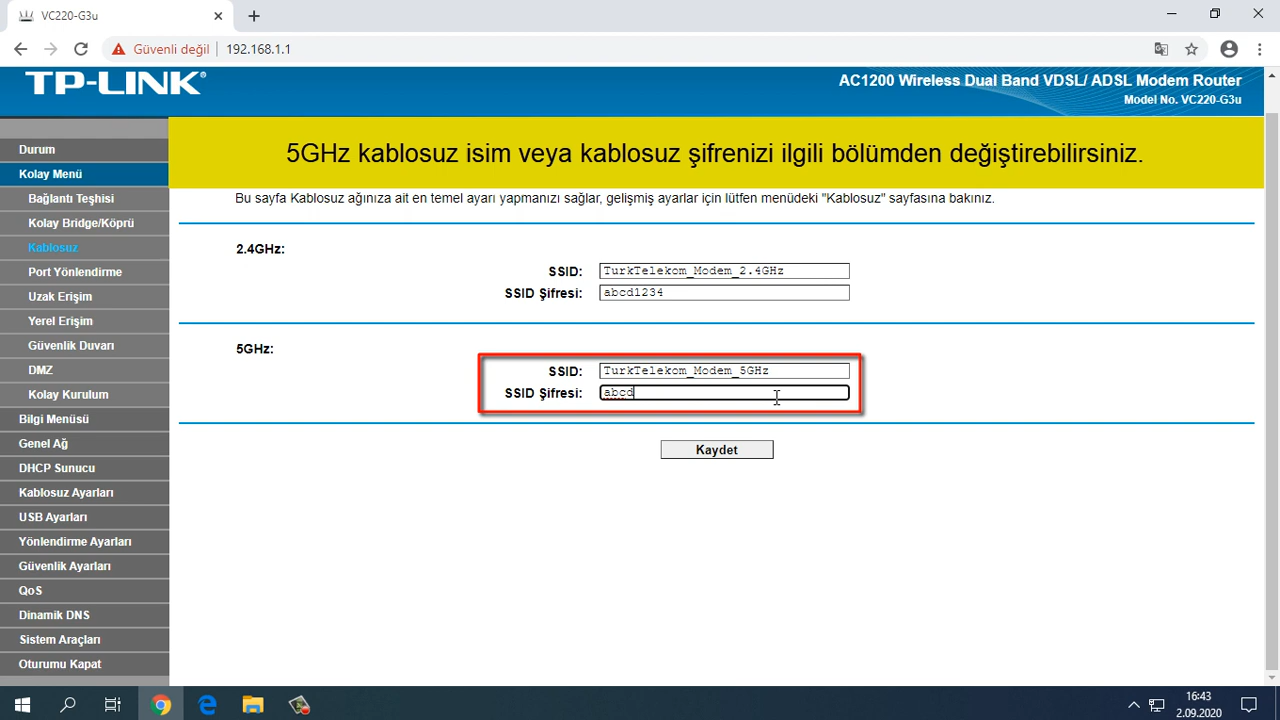 VC220-G3u
Güvenli değil
192.168.1.1
TP-LINK®
AC1200 Wireless Dual Band VDSL/ ADSL Modem Router
Model No. VC220-G3u
Durum
Kolay Menü
Bağlantı Teşhisi
Kolay Bridge/Köprü
Kablosuz
Port Yönlendirme
Uzak Erişim
Yerel Erişim
Güvenlik Duvarı
DMZ
Kolay Kurulum
Bilgi Menüsü
Genel Ağ
DHCP Sunucu
Kablosuz Ayarları
USB Ayarları
Yönlendirme Ayarları
Güvenlik Ayarları
QoS
Dinamik DNS
Sistem Araçları
Oturumu Kapat
5GHz kablosuz isim veya kablosuz şifrenizi ilgili bölümden değiştirebilirsiniz.
Bu sayfa Kablosuz ağınıza ait en temel ayarı yapmanızı sağlar, gelişmiş ayarlar için lütfen menüdeki "Kablosuz" sayfasına bakınız.
2.4GHz:
SSID: TurkTelekom_Modem_2.4GHz
SSID Şifresi: abcd1234
5GHz:
SSID: TurkTelekom_Modem_5GHz
SSID Şifresi: abcd
Kaydet
16:43
2.09.2020